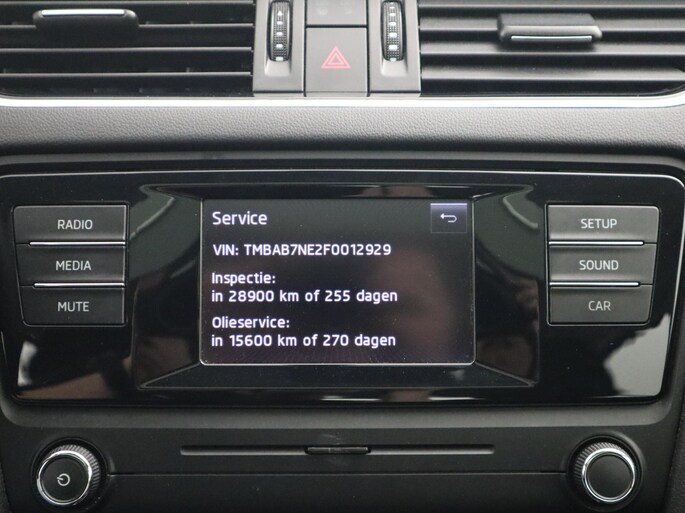 RADIO
MEDIA
MUTE
Service
VIN: TMBAB7NE2F0012929
Inspectie:
in 28900 km of 255 dagen
Olieservice:
in 15600 km of 270 dagen
SETUP
SOUND
CAR